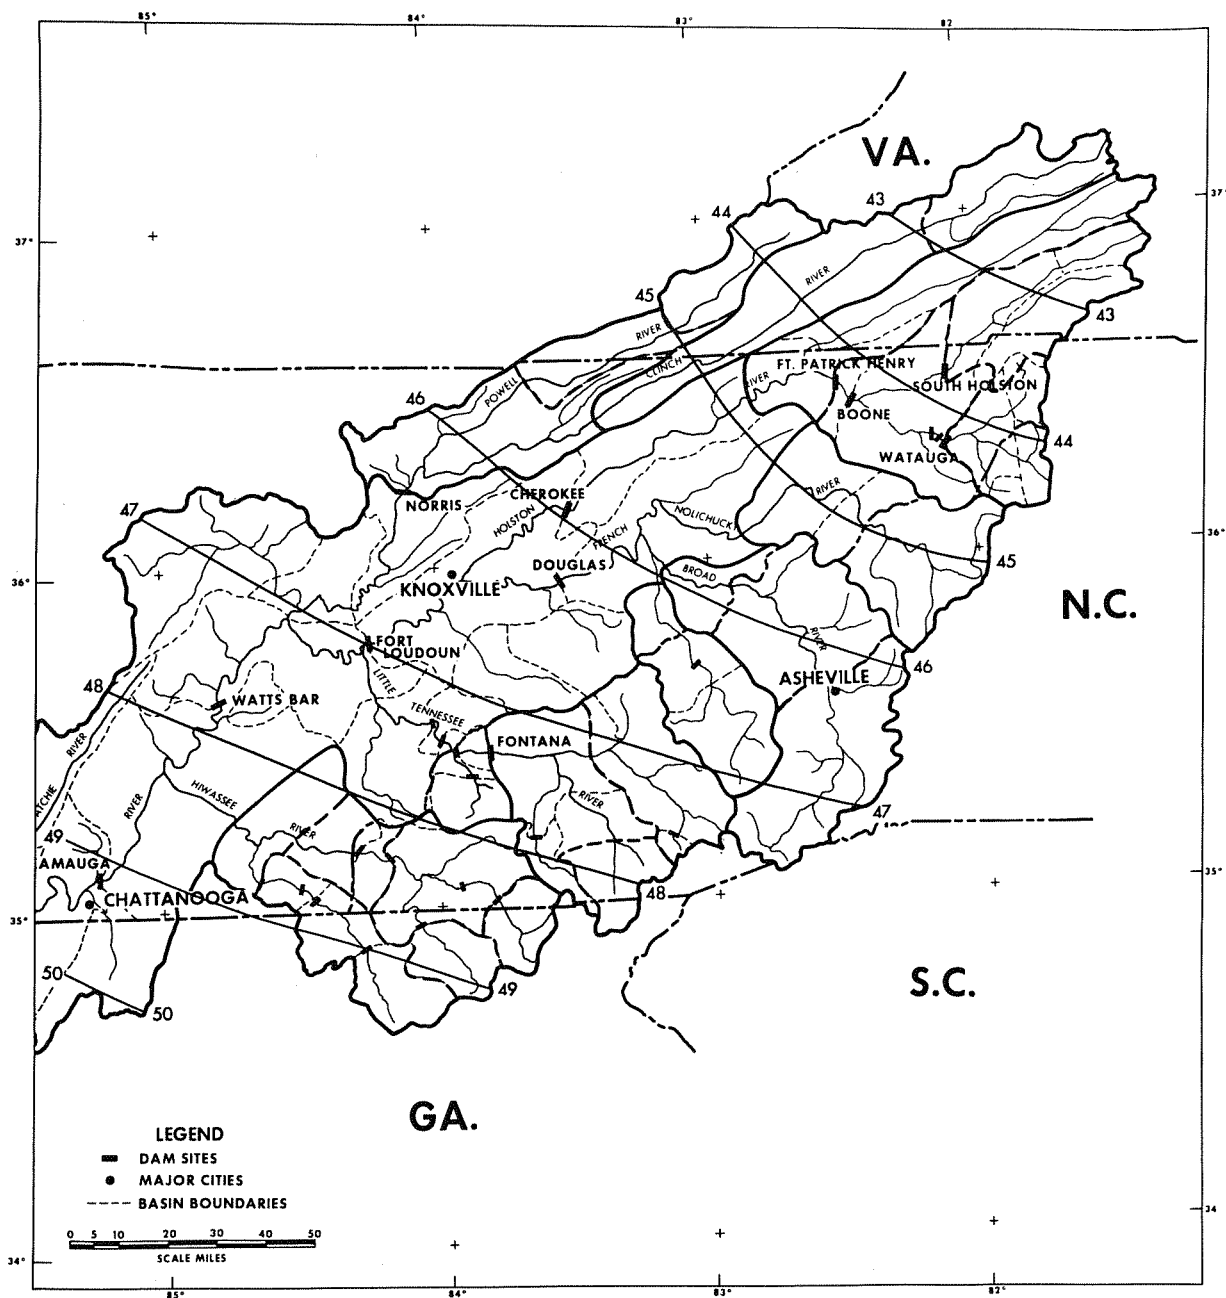 85°
84°
83°
82
VA.
37°
43
44
37°
45
RIVER
43
RIVER
FT. PATRICK HENRY
CLINCH
POWELL
RIVER
SOUTH HOLSTON
46
BOONE
44
WATAUGA
NORRIS
CHEROKEE
RIVER
47
HOLSTON
NOLICHUCK
36°
FRENCH
DOUGLAS
45
36°
BROAD
KNOXVILLE
N.C.
FORT
LOUDOUN
RIVER
46
ASHEVILLE
LITTLE
48
WATTS BAR
TENNESSEE
FONTANA
RIVER
HIWASSEE
RIVER
RIVER
47
ATCHIE
RIVER
49
AMAUGA
35°
CHATTANOOGA
48
35°
50
49
S.C.
50
GA.
LEGEND
DAM SITES
MAJOR CITIES
BASIN BOUNDARIES
34
0 5 10 20 30 40 50
SCALE MILES
34°
85°
84°
83°
82°